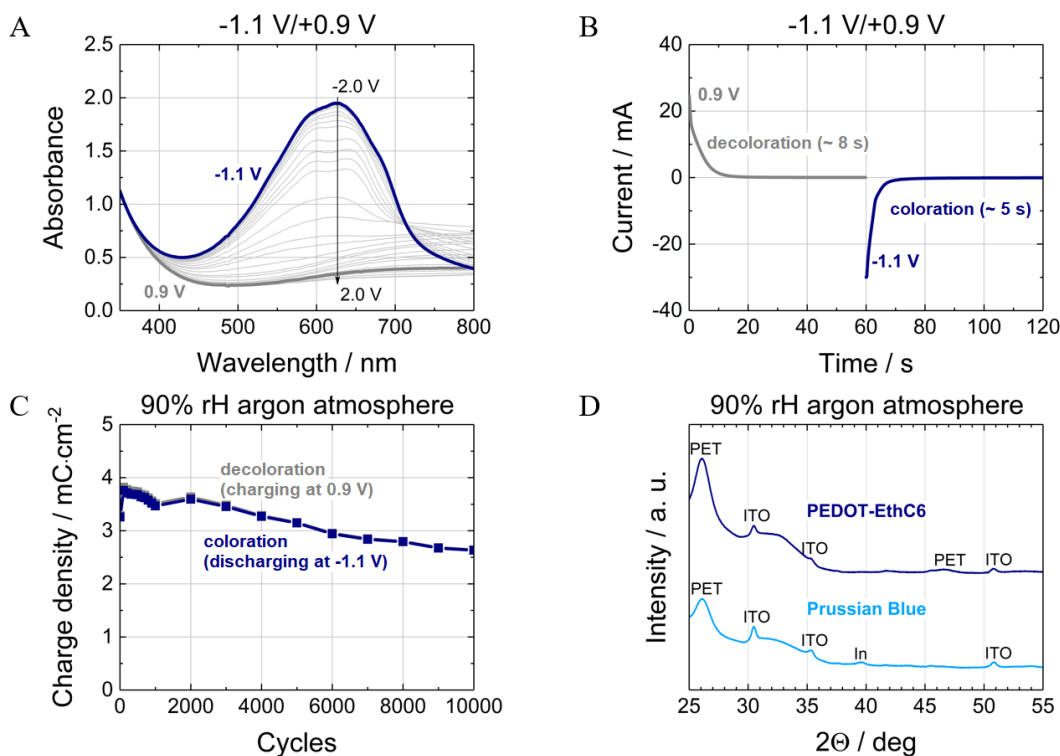 A
-1.1 V/+0.9 V
2.5
2.0
1.5
1.0
0.5
0.0
Absorbance
-2.0 V
-1.1 V
0.9 V
2.0 V
400 500 600 700 800
Wavelength / nm
B
-1.1 V/+0.9 V
40
20
0
-20
-40
Current / mA
0.9 V
decoloration (~ 8 s)
coloration (~ 5 s)
-1.1 V
0 20 40 60 80 100 120
Time / s
C
90% rH argon atmosphere
5
4
3
2
1
0
Charge density / mC·cm⁻²
decoloration
(charging at 0.9 V)
coloration
(discharging at -1.1 V)
0 2000 4000 6000 8000 10000
Cycles
D
90% rH argon atmosphere
Intensity / a. u.
PET
ITO
ITO
PEDOT-EthC6
PET
ITO
PET
ITO
ITO
In
Prussian Blue
ITO
25 30 35 40 45 50 55
2Θ / deg